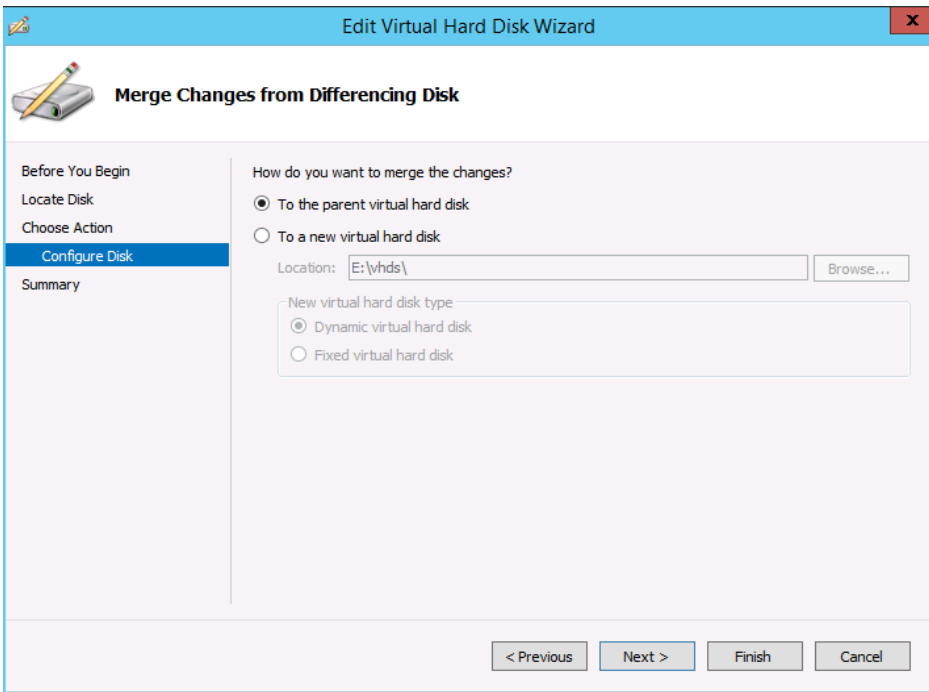 Edit Virtual Hard Disk Wizard
x
Merge Changes from Differencing Disk
Before You Begin
Locate Disk
Choose Action
Configure Disk
Summary
How do you want to merge the changes?
To the parent virtual hard disk
To a new virtual hard disk
Location: E:\vhds\ Browse...
New virtual hard disk type
Dynamic virtual hard disk
Fixed virtual hard disk
< Previous Next > Finish Cancel